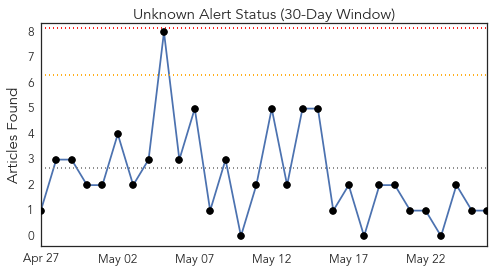 Unknown Alert Status (30-Day Window)
Articles Found
8
7
6
5
4
3
2
1
0
Apr 27
May 02
May 07
May 12
May 17
May 22